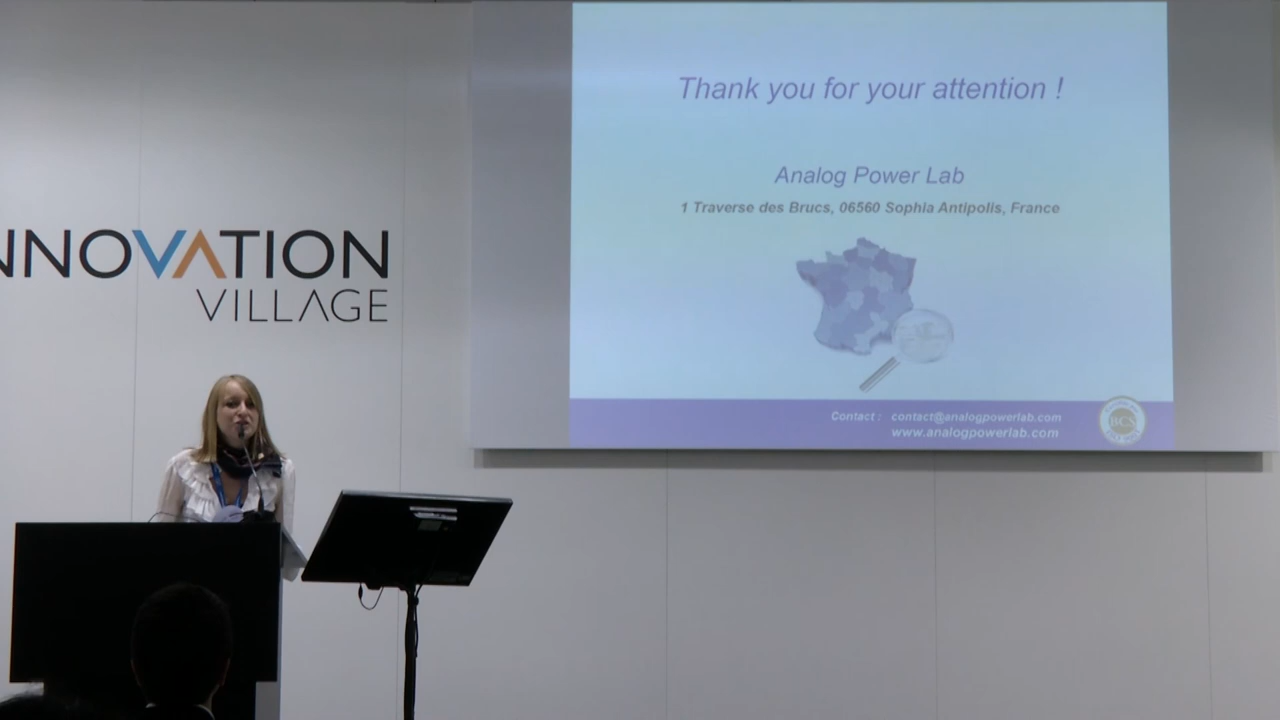 NNOVATION
VILLAGE
Thank you for your attention !
Analog Power Lab
1 Traverse des Brucs, 06560 Sophia Antipolis, France
Contact : contact@analogpowerlab.com
www.analogpowerlab.com
BCS